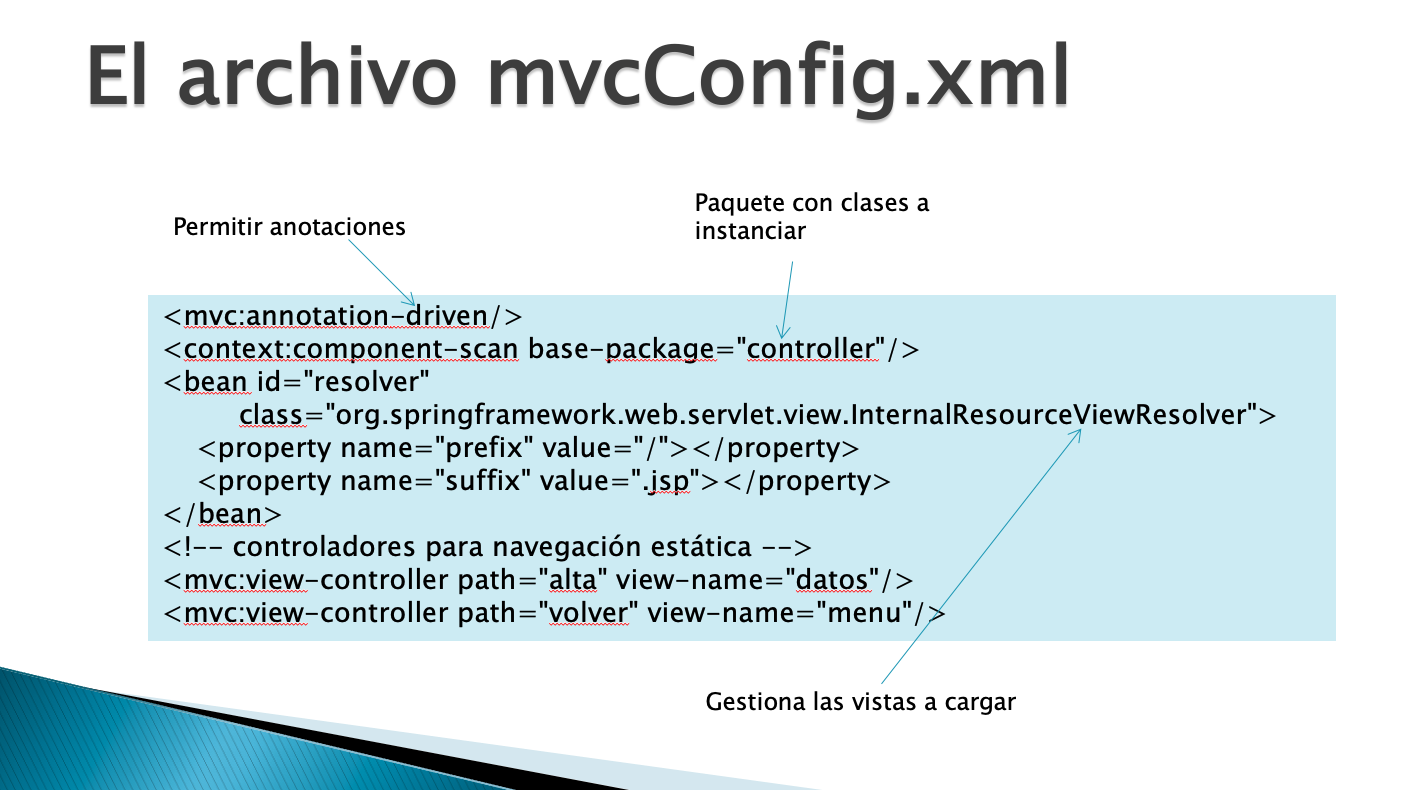 El archivo mvcConfig.xml
Permitir anotaciones
Paquete con clases a
instanciar
<mvc:annotation-driven/>
<context:component-scan base-package="controller"/>
<bean id="resolver"
class="org.springframework.web.servlet.view.InternalResourceViewResolver">
<property name="prefix" value="/"></property>
<property name="suffix" value=".jsp"></property>
</bean>
<!-- controladores para navegación estática -->
<mvc:view-controller path="alta" view-name="datos"/>
<mvc:view-controller path="volver" view-name="menu"/>
Gestiona las vistas a cargar